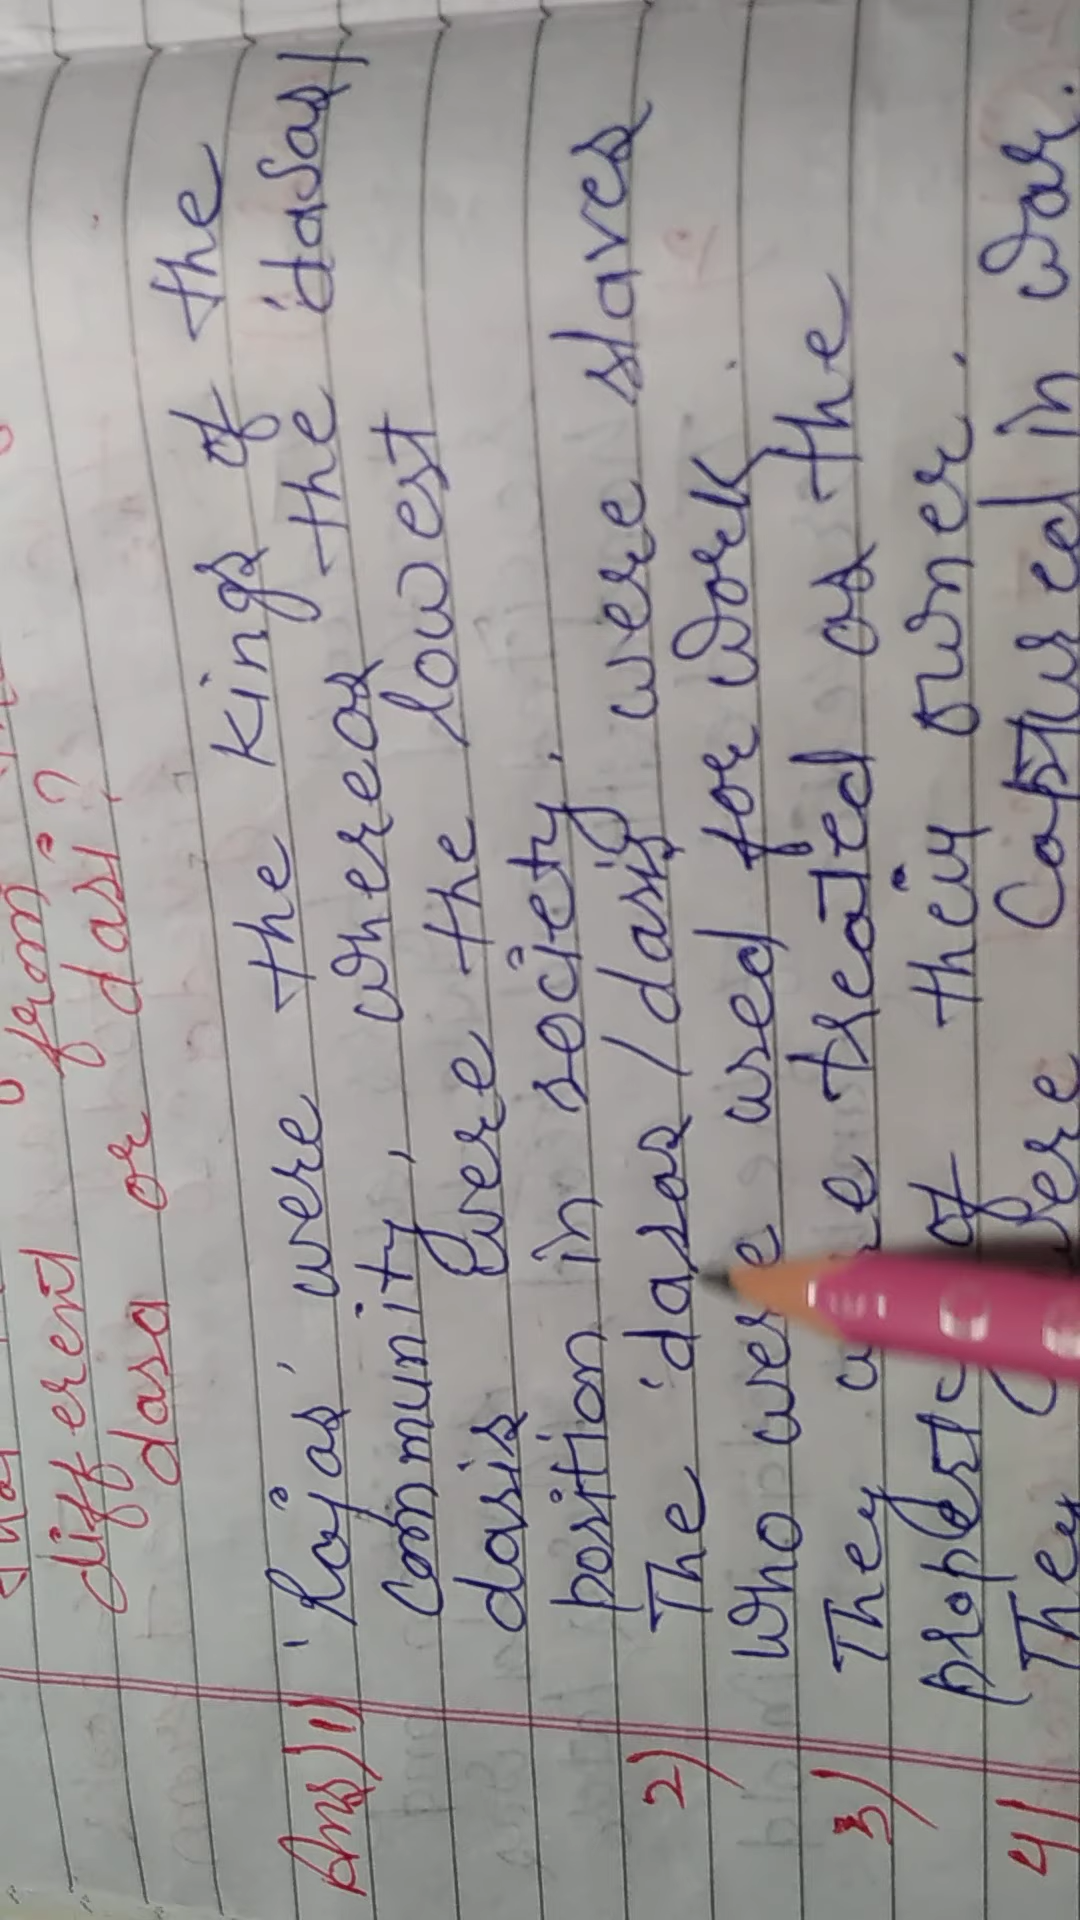 different from
dasa or dasi?
Ans) 1) 'Rajas' were the kings of the
community, whereas the 'dasas/
dasis were the lowest
position in society.
2) The 'dasas / dasis were slaves
who were used for work.
3) They are treated as the
property of their owner.
4) They were captured in war.